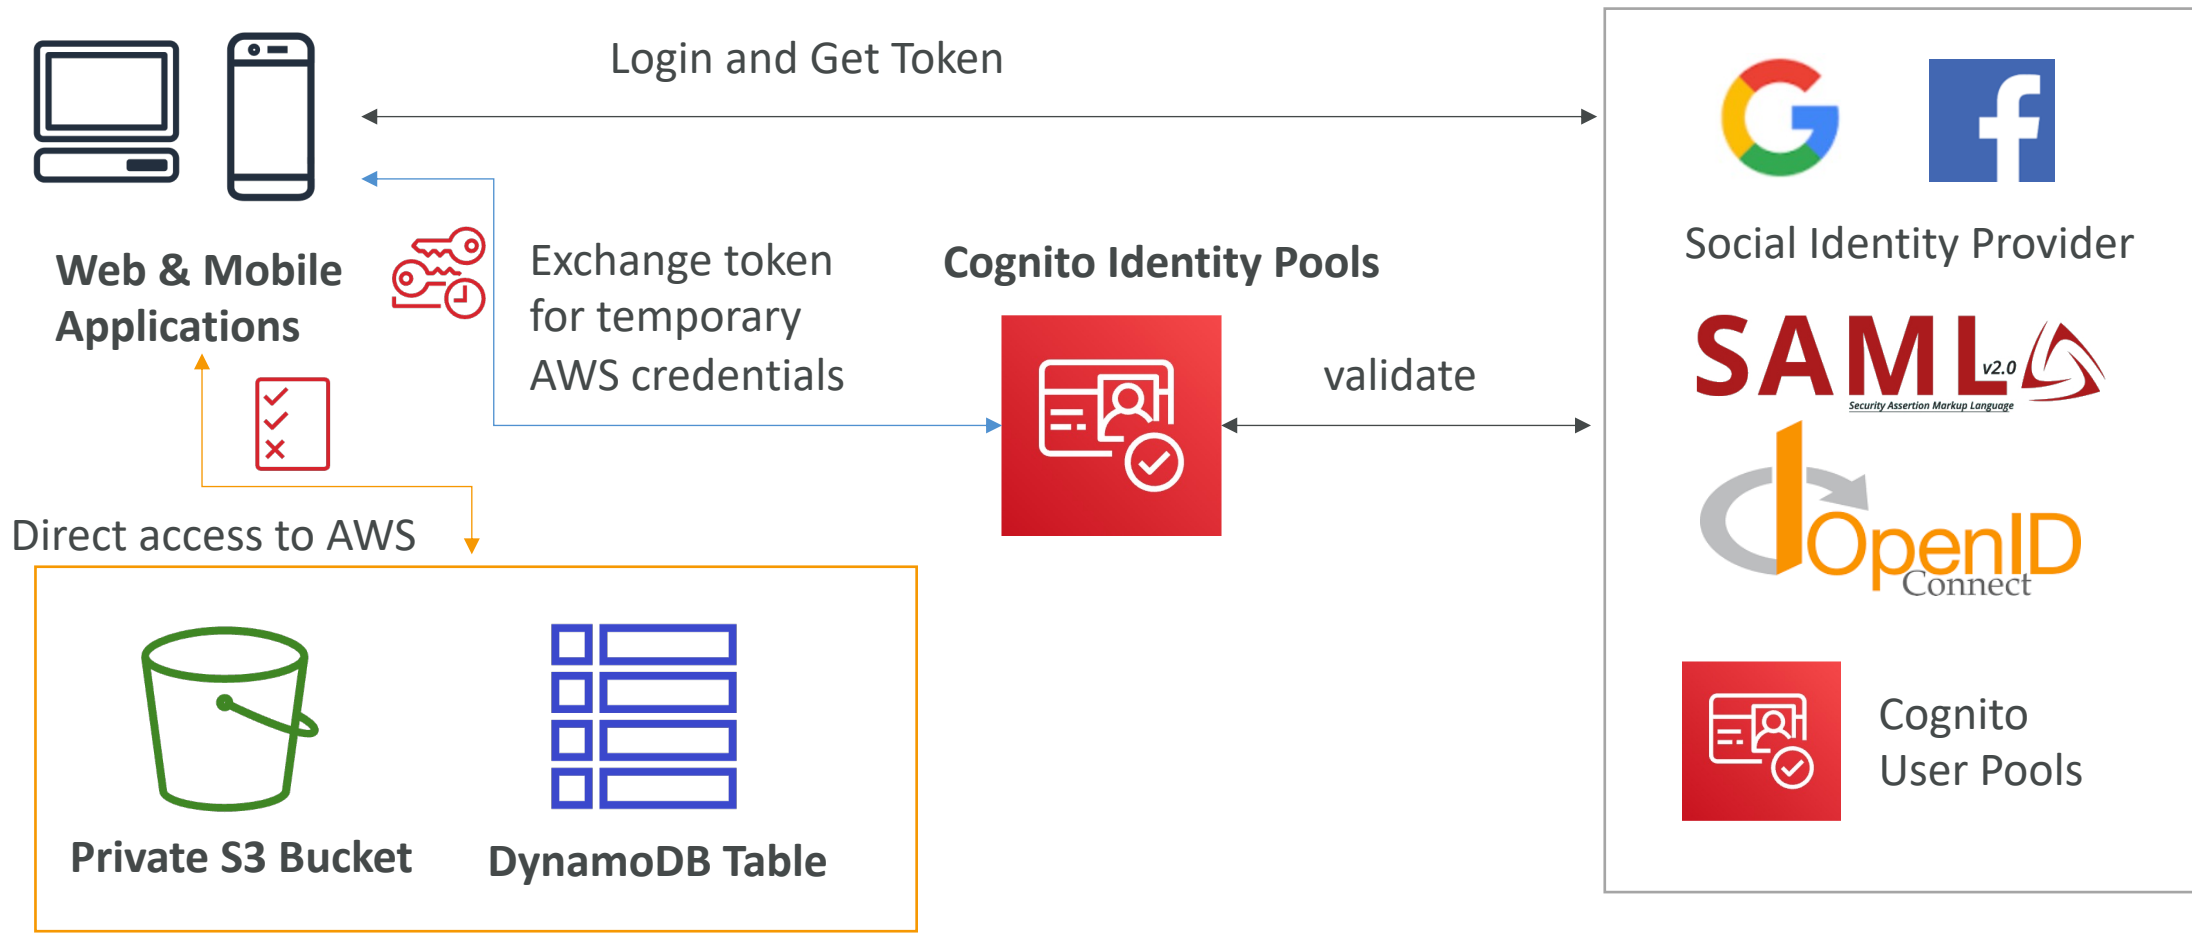 Login and Get Token
Web & Mobile
Applications
Exchange token
for temporary
AWS credentials
Cognito Identity Pools
validate
Social Identity Provider
SAML v2.0
Security Assertion Markup Language
OpenID
Connect
Cognito
User Pools
Direct access to AWS
Private S3 Bucket
DynamoDB Table